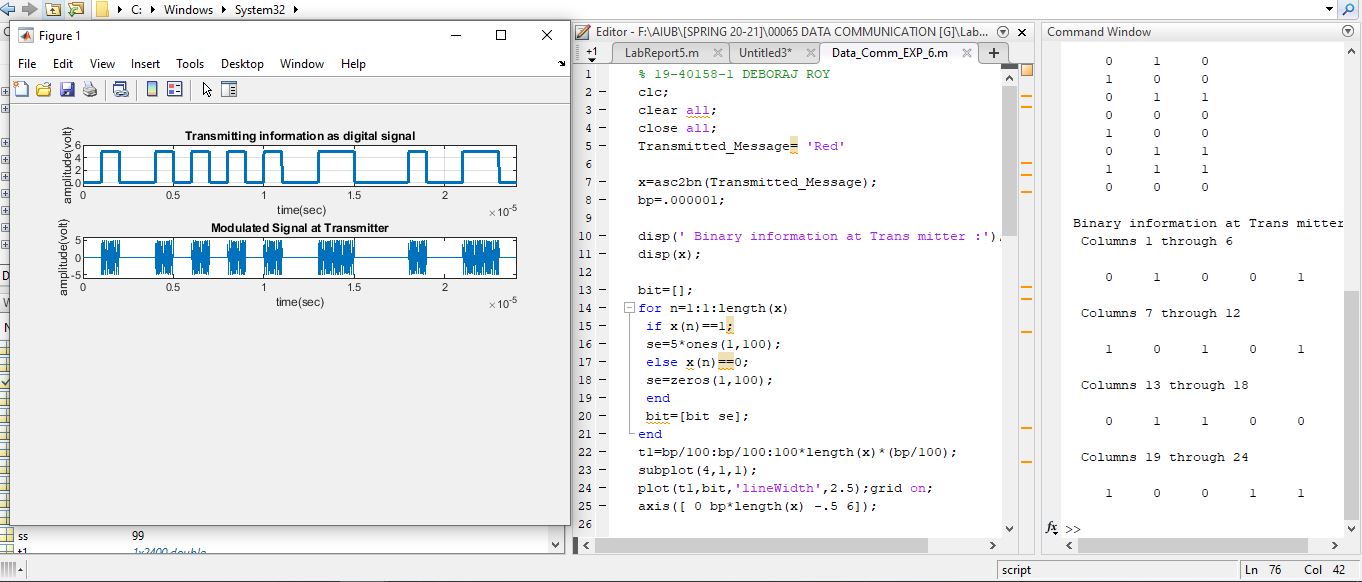 C: Windows System32
Figure 1
File Edit View Insert Tools Desktop Window Help
Transmitting information as digital signal
amplitude(volt)
6
4
2
0
0 0.5 1 1.5 2
time(sec)
×10-5
Modulated Signal at Transmitter
amplitude(volt)
5
0
-5
0 0.5 1 1.5 2
time(sec)
×10-5
ss 99
t1 1x2400 double
Editor - F:\AIUB\[SPRING 20-21]\00065 DATA COMMUNICATION [G]\Lab...
+1 LabReport5.m Untitled3* Data_Comm_EXP_6.m +
1 % 19-40158-1 DEBORAJ ROY
2 - clc;
3 - clear all;
4 - close all;
5 - Transmitted_Message= 'Red'
6
7 - x=asc2bn(Transmitted_Message);
8 - bp=.000001;
9
10 - disp(' Binary information at Trans mitter :')
11 - disp(x);
12
13 - bit=[];
14 - for n=1:1:length(x)
15 - if x(n)==1;
16 - se=5*ones(1,100);
17 - else x(n)==0;
18 - se=zeros(1,100);
19 - end
20 - bit=[bit se];
21 - end
22 - t1=bp/100:bp/100:100*length(x)*(bp/100);
23 - subplot(4,1,1);
24 - plot(t1,bit,'lineWidth',2.5);grid on;
25 - axis([ 0 bp*length(x) -.5 6]);
26
Command Window
0 1 0
1 0 0
0 1 1
0 0 0
1 0 0
0 1 1
1 1 1
0 0 0
Binary information at Trans mitter
Columns 1 through 6
0 1 0 0 1
Columns 7 through 12
1 0 1 0 1
Columns 13 through 18
0 1 1 0 0
Columns 19 through 24
1 0 0 1 1
fx >>
script Ln 76 Col 42